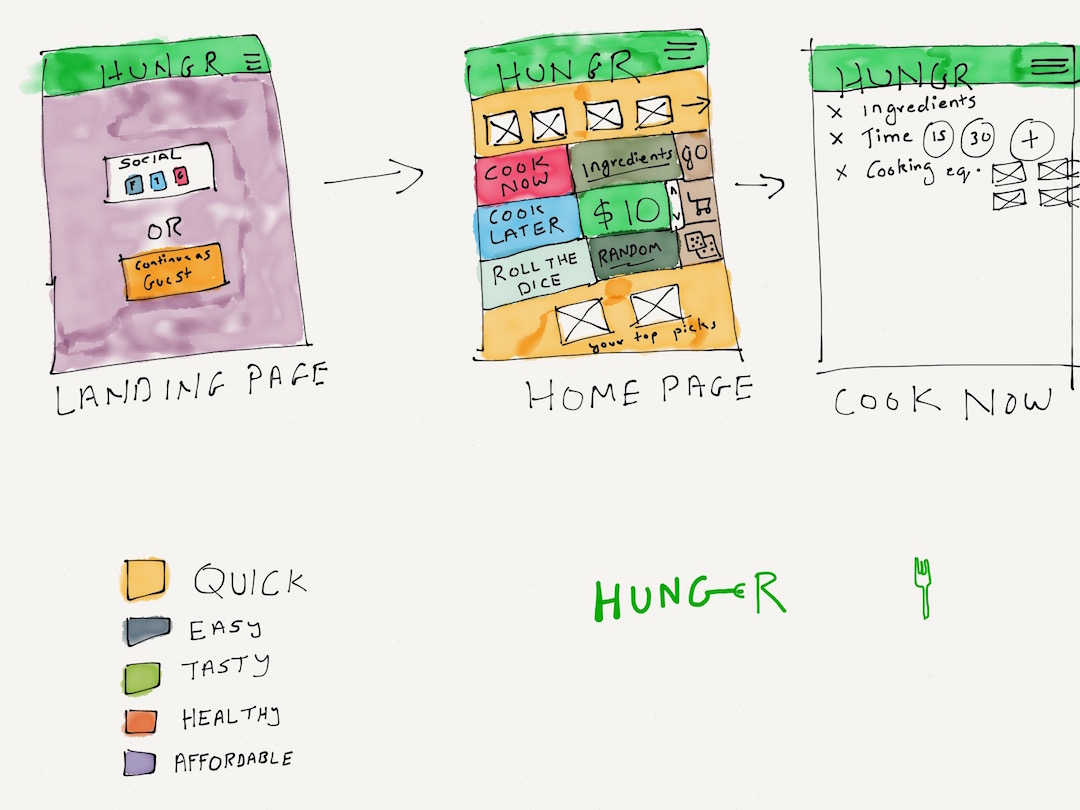 HUNGR
SOCIAL
F T G
OR
Continue as
Guest
LANDING PAGE
HUNGR
COOK
NOW
Ingredients
go
COOK
LATER
$10
ROLL THE
DICE
RANDOM
your top picks
HOME PAGE
HUNGR
x Ingredients
x Time 15 30 +
x Cooking eq.
COOK NOW
QUICK
EASY
TASTY
HEALTHY
AFFORDABLE
HUNGER